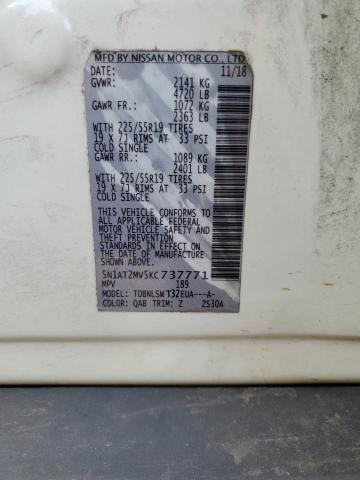 MFD BY NISSAN MOTOR CO., LTD
DATE: 11/18
GVWR: 2141 KG
4720 LB
GAWR FR.: 1072 KG
2363 LB
WITH 225/55R19 TIRES
19 X 7J RIMS AT 33 PSI
COLD SINGLE
GAWR RR.: 1089 KG
2401 LB
WITH 225/55R19 TIRES
19 X 7J RIMS AT 33 PSI
COLD SINGLE
THIS VEHICLE CONFORMS TO
ALL APPLICABLE FEDERAL
MOTOR VEHICLE SAFETY AND
BUMPER STANDARDS IN
EFFECT ON THE DATE OF
MANUFACTURE SHOWN ABOVE.
5N1AT2MV5KC737771
MPV 189
MODEL: TDBNLSWT32EUA---A-
COLOR: QAB TRIM: Z ZS30A